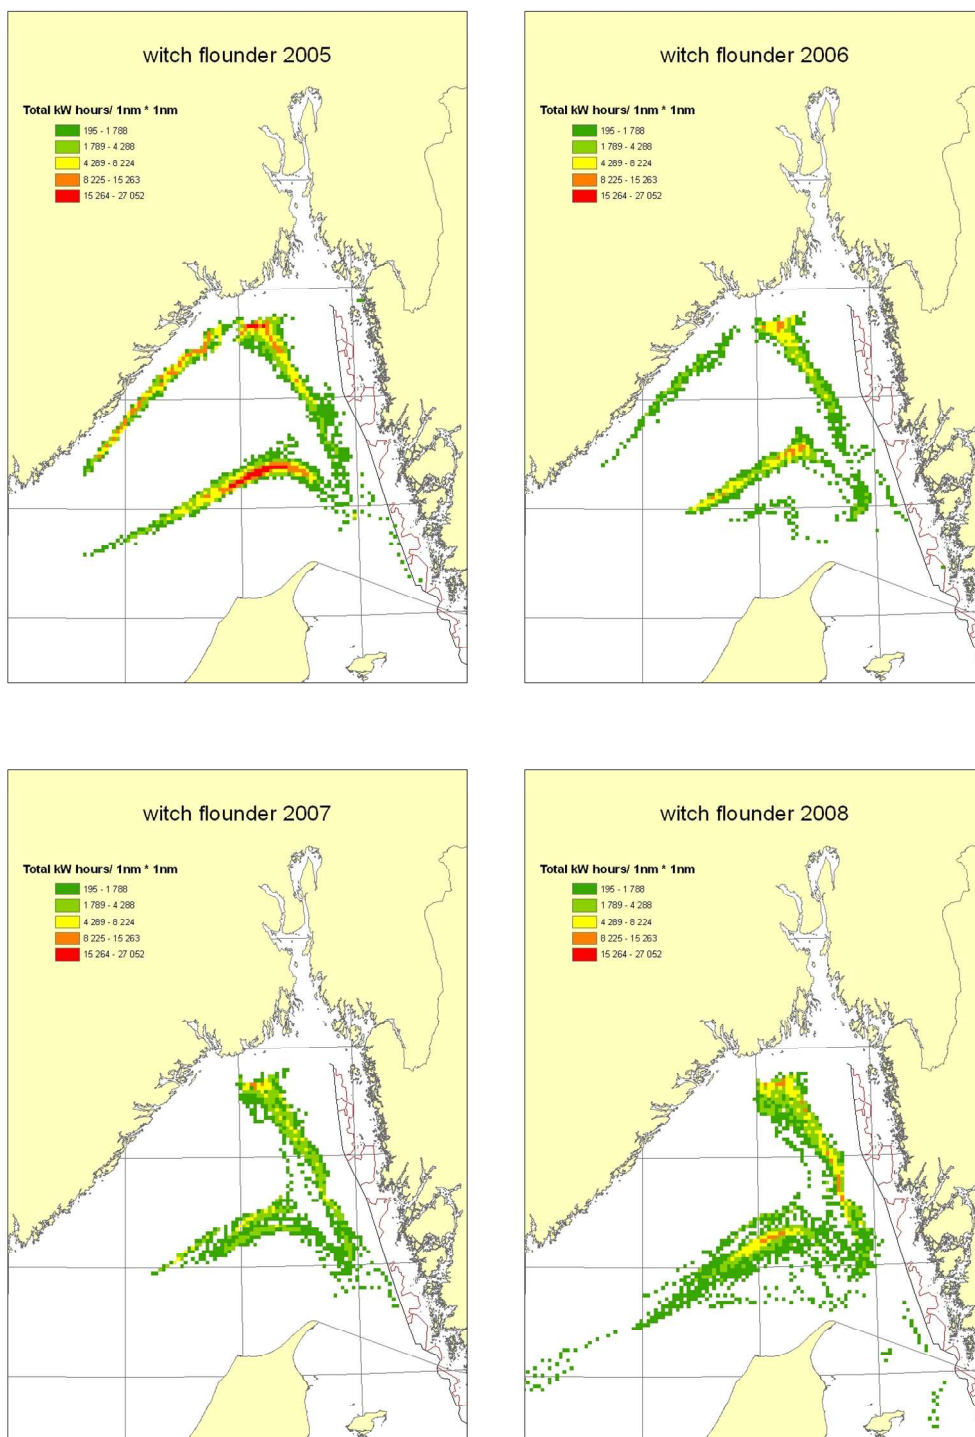 witch flounder 2005
Total kW hours/ 1nm * 1nm
195 - 1 788
1 789 - 4 288
4 289 - 8 224
8 225 - 15 263
15 264 - 27 052
witch flounder 2006
Total kW hours/ 1nm * 1nm
195 - 1 788
1 789 - 4 288
4 289 - 8 224
8 225 - 15 263
15 264 - 27 052
witch flounder 2007
Total kW hours/ 1nm * 1nm
195 - 1 788
1 789 - 4 288
4 289 - 8 224
8 225 - 15 263
15 264 - 27 052
witch flounder 2008
Total kW hours/ 1nm * 1nm
195 - 1 788
1 789 - 4 288
4 289 - 8 224
8 225 - 15 263
15 264 - 27 052